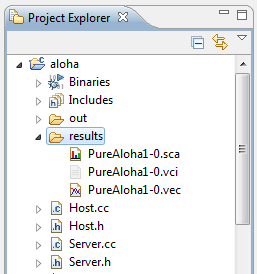 Project Explorer
aloha
Binaries
Includes
out
results
PureAloha1-0.sca
PureAloha1-0.vci
PureAloha1-0.vec
Host.cc
Host.h
Server.cc
Server.h